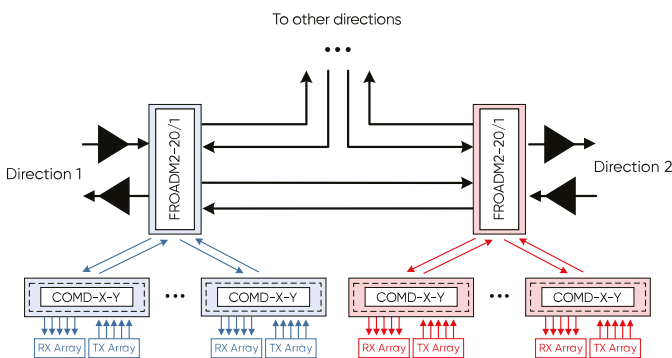 To other directions
Direction 1
FROADM2-20/1
FROADM2-20/1
Direction 2
COMD-X-Y
COMD-X-Y
COMD-X-Y
COMD-X-Y
RX Array
TX Array
RX Array
TX Array
RX Array
TX Array
RX Array
TX Array